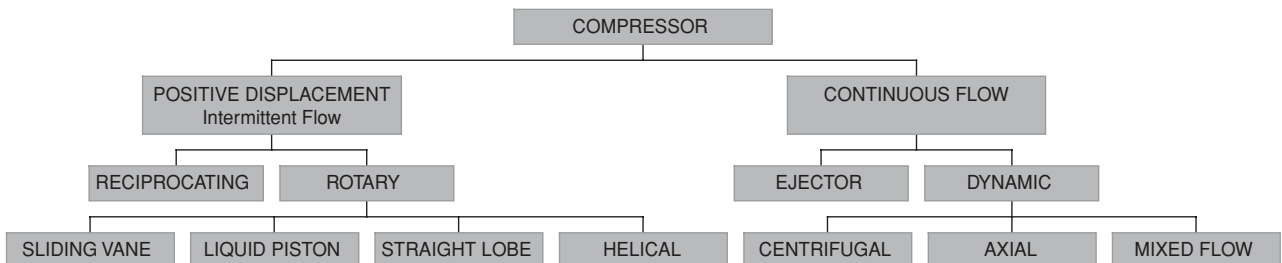 COMPRESSOR
POSITIVE DISPLACEMENT
Intermittent Flow
CONTINUOUS FLOW
RECIPROCATING
ROTARY
EJECTOR
DYNAMIC
SLIDING VANE
LIQUID PISTON
STRAIGHT LOBE
HELICAL
CENTRIFUGAL
AXIAL
MIXED FLOW